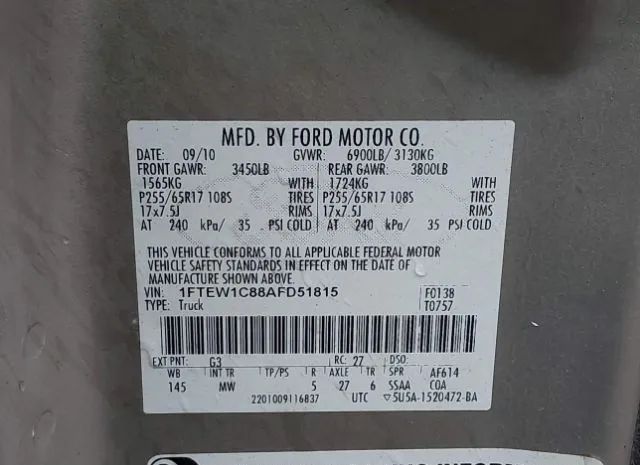 MFD. BY FORD MOTOR CO.
DATE: 09/10 GVWR: 6900LB/ 3130KG
FRONT GAWR: 3450LB REAR GAWR: 3800LB
1565KG WITH 1724KG WITH
P255/65R17 108S TIRES P255/65R17 108S TIRES
17x7.5J RIMS 17x7.5J RIMS
AT 240 kPa/ 35 PSI COLD AT 240 kPa/ 35 PSI COLD
THIS VEHICLE CONFORMS TO ALL APPLICABLE FEDERAL MOTOR
VEHICLE SAFETY STANDARDS IN EFFECT ON THE DATE OF
MANUFACTURE SHOWN ABOVE.
VIN: 1FTEW1C88AFD51815 F0138
TYPE: Truck T0757
EXT PNT: G3 RC: 27 DSO:
WB INT TR TP/PS R AXLE TR SPR AF614
145 MW 5 27 6 SSAA COA
2201009116837 UTC ▽5U5A-1520472-BA